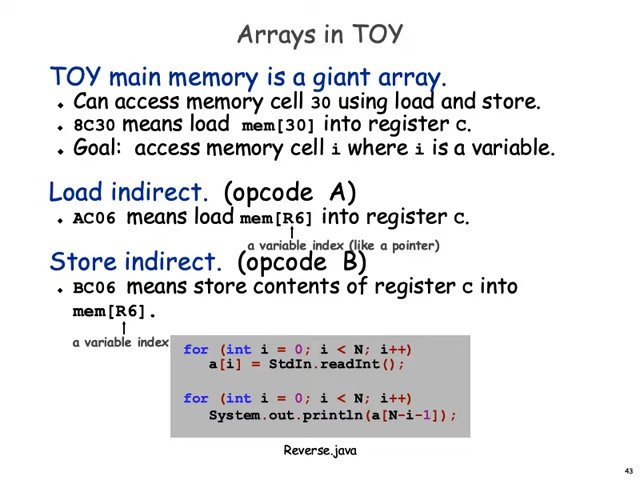 Arrays in TOY
TOY main memory is a giant array.
Can access memory cell 30 using load and store.
8C30 means load mem[30] into register C.
Goal: access memory cell i where i is a variable.
Load indirect. (opcode A)
AC06 means load mem[R6] into register C.
a variable index (like a pointer)
Store indirect. (opcode B)
BC06 means store contents of register C into
mem[R6].
a variable index
for (int i = 0; i < N; i++)
a[i] = StdIn.readInt();
for (int i = 0; i < N; i++)
System.out.println(a[N-i-1]);
Reverse.java
43